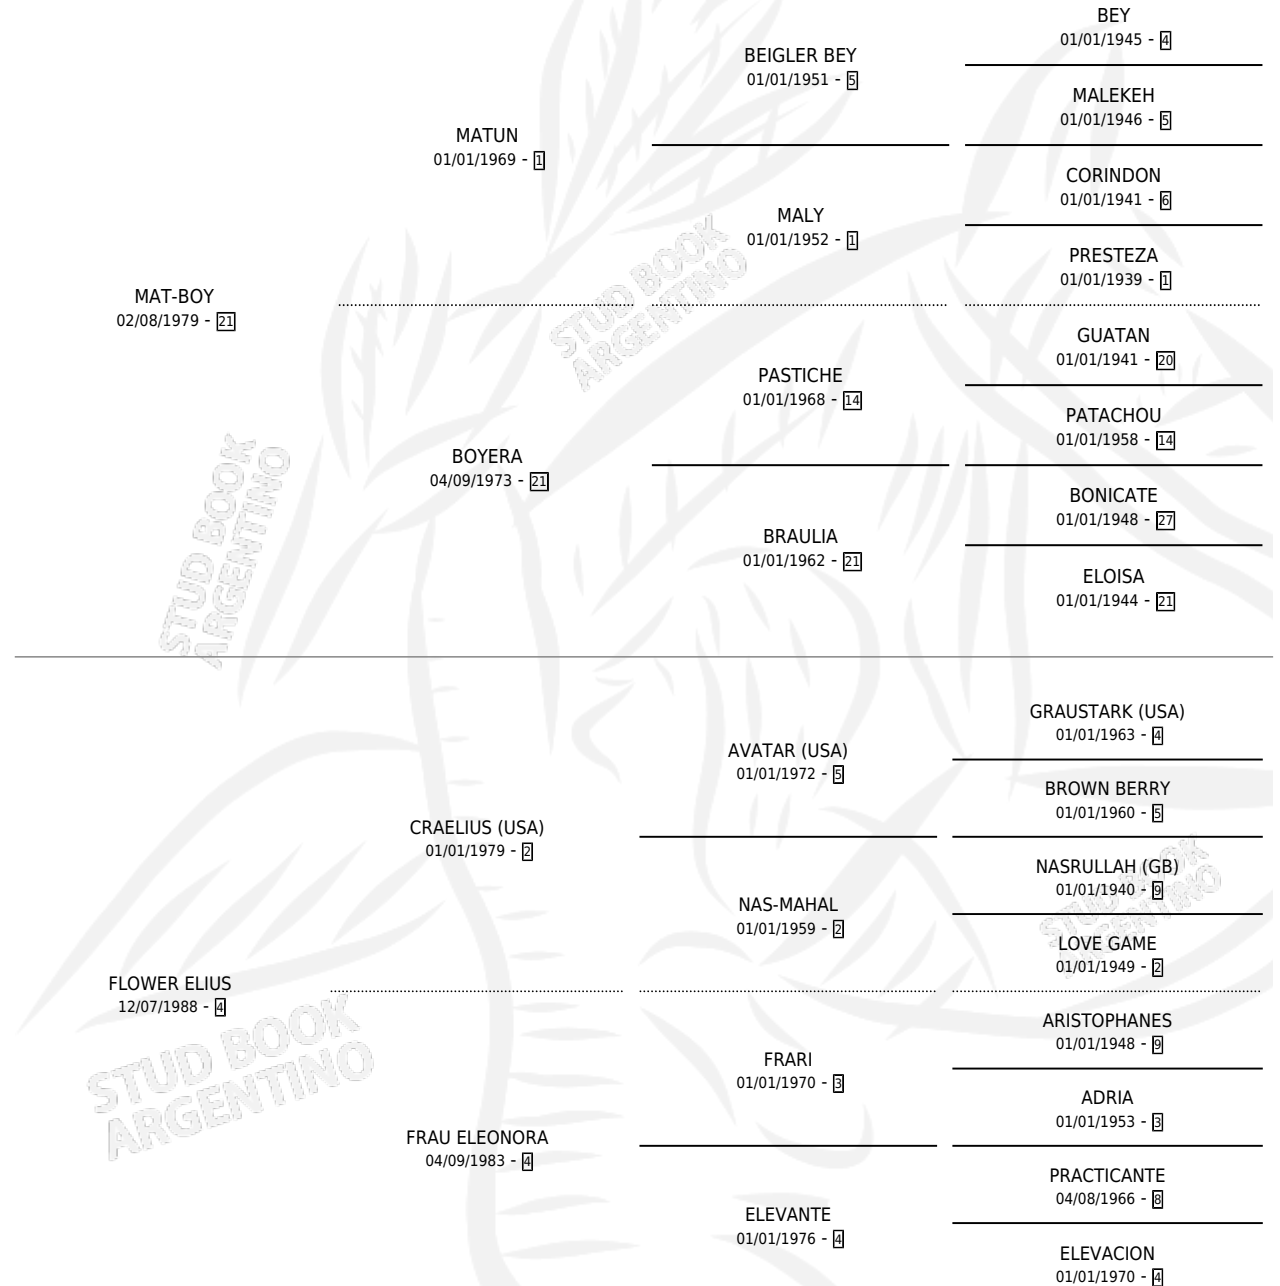 BEY
01/01/1945 - 4
BEIGLER BEY
01/01/1951 - 5
MALEKEH
01/01/1946 - 5
MATUN
01/01/1969 - 1
CORINDON
01/01/1941 - 6
MALY
01/01/1952 - 1
PRESTEZA
01/01/1939 - 1
MAT-BOY
02/08/1979 - 21
GUATAN
01/01/1941 - 20
PASTICHE
01/01/1968 - 14
PATACHOU
01/01/1958 - 14
BOYERA
04/09/1973 - 21
BONICATE
01/01/1948 - 27
BRAULIA
01/01/1962 - 21
ELOISA
01/01/1944 - 21
STUD BOOK
ARGENTINO
STUD BOOK
ARGENTINO
GRAUSTARK (USA)
01/01/1963 - 4
AVATAR (USA)
01/01/1972 - 5
BROWN BERRY
01/01/1960 - 5
CRAELIUS (USA)
01/01/1979 - 2
NASRULLAH (GB)
01/01/1940 - 9
NAS-MAHAL
01/01/1959 - 2
LOVE GAME
01/01/1949 - 2
FLOWER ELIUS
12/07/1988 - 4
ARISTOPHANES
01/01/1948 - 9
FRARI
01/01/1970 - 3
ADRIA
01/01/1953 - 3
FRAU ELEONORA
04/09/1983 - 4
PRACTICANTE
04/08/1966 - 8
ELEVANTE
01/01/1976 - 4
ELEVACION
01/01/1970 - 4
STUD BOOK
ARGENTINO
STUD BOOK
ARGENTINO